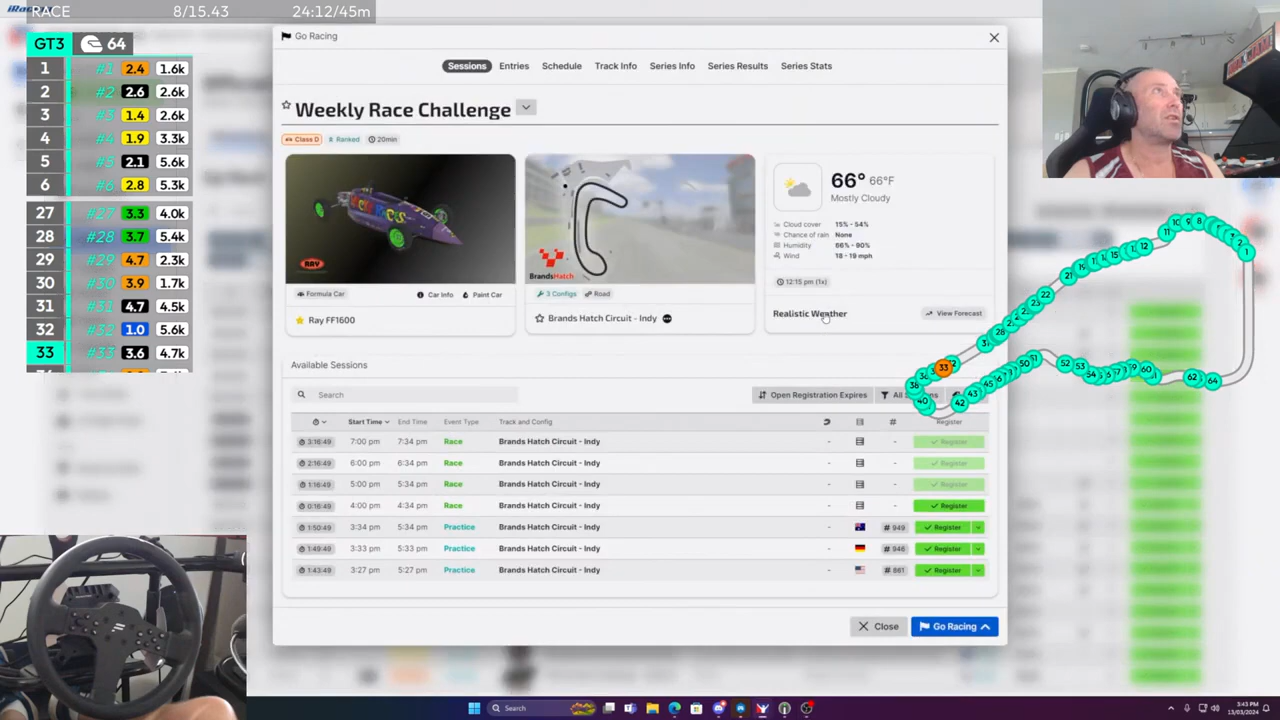 RACE 8/15.43 24:12/45m
GT3 64
1 #1 2.4 1.6k
2 #2 2.6 2.6k
3 #3 1.4 2.6k
4 #4 1.9 3.3k
5 #5 2.1 5.6k
6 #6 2.8 5.3k
27 #27 3.3 4.0k
28 #28 3.7 5.4k
29 #29 4.7 2.3k
30 #30 3.9 1.7k
31 #31 4.7 4.5k
32 #32 1.0 5.6k
33 #33 3.6 4.7k
Go Racing
Sessions Entries Schedule Track Info Series Info Series Results Series Stats
Weekly Race Challenge
Class D Ranked 20min
RAY
Formula Car Car Info Paint Car
Ray FF1600
BrandsHatch
3 Configs Road
Brands Hatch Circuit - Indy
66° 66°F
Mostly Cloudy
Cloud cover 15% - 54%
Chance of rain None
Humidity 66% - 90%
Wind 18 - 19 mph
12:15 pm (1x)
Realistic Weather View Forecast
Available Sessions
Search Open Registration Expires
Start Time End Time Event Type Track and Config # Register
3:16:49 7:00 pm 7:34 pm Race Brands Hatch Circuit - Indy - - Register
2:16:49 6:00 pm 6:34 pm Race Brands Hatch Circuit - Indy - - Register
1:16:49 5:00 pm 5:34 pm Race Brands Hatch Circuit - Indy - - Register
0:16:49 4:00 pm 4:34 pm Race Brands Hatch Circuit - Indy - - Register
1:50:49 3:34 pm 5:34 pm Practice Brands Hatch Circuit - Indy - # 949 Register
1:49:49 3:33 pm 5:33 pm Practice Brands Hatch Circuit - Indy - # 946 Register
1:43:49 3:27 pm 5:27 pm Practice Brands Hatch Circuit - Indy - # 861 Register
Close Go Racing
Search
5:43 PM
13/03/2024